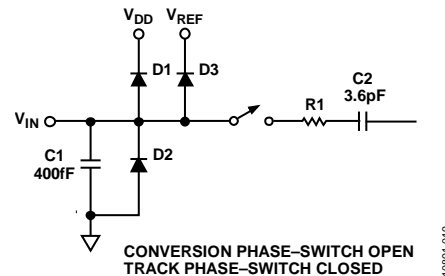 VDD VREF
D1 D3
C2
3.6pF
R1
VIN
C1
400fF
D2
CONVERSION PHASE–SWITCH OPEN
TRACK PHASE–SWITCH CLOSED